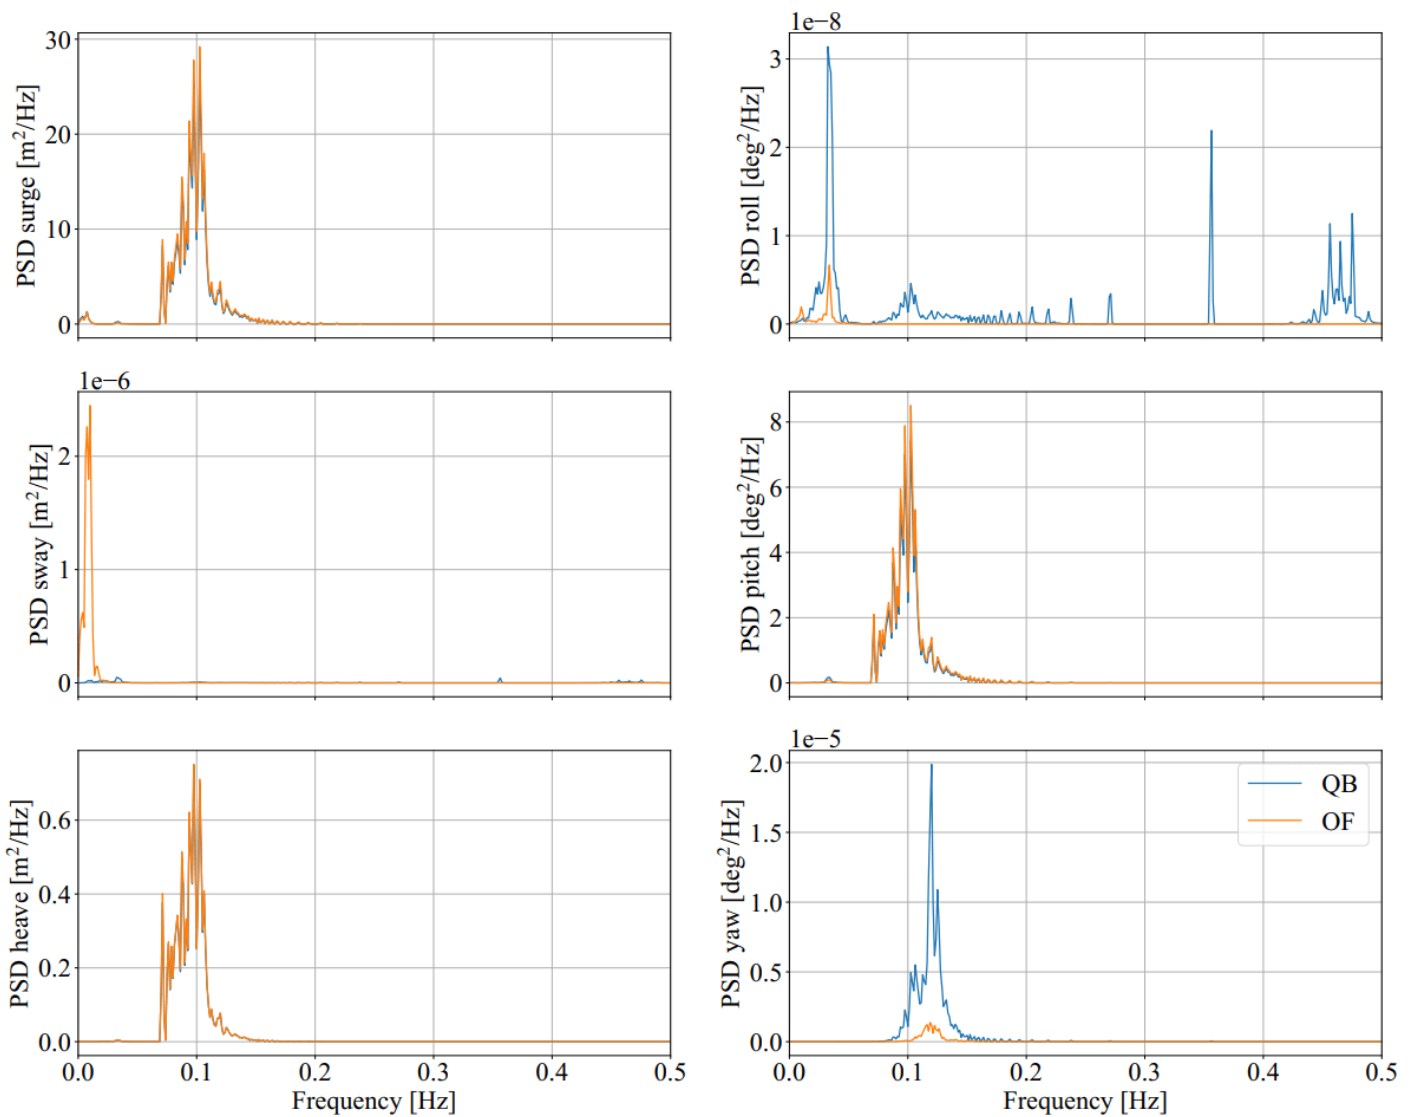 PSD surge [m²/Hz]
30
20
10
0
1e−8
PSD roll [deg²/Hz]
3
2
1
0
1e−6
PSD sway [m²/Hz]
2
1
0
PSD pitch [deg²/Hz]
8
6
4
2
0
PSD heave [m²/Hz]
0.6
0.4
0.2
0.0
0.0 0.1 0.2 0.3 0.4 0.5
Frequency [Hz]
1e−5
PSD yaw [deg²/Hz]
2.0
1.5
1.0
0.5
0.0
QB
OF
0.0 0.1 0.2 0.3 0.4 0.5
Frequency [Hz]